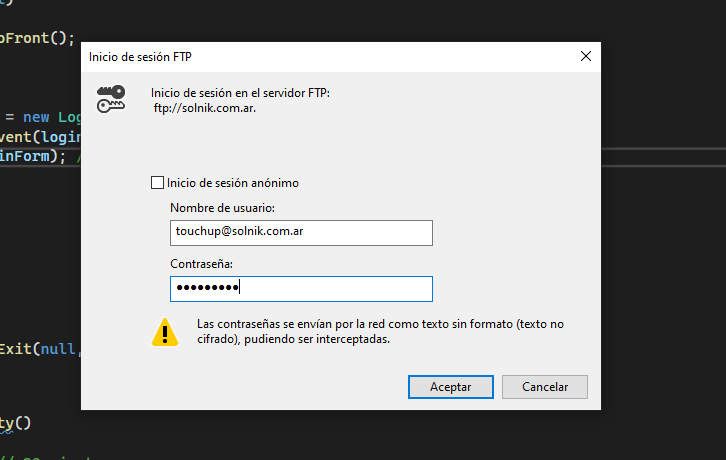 oFront();
Inicio de sesión FTP
Inicio de sesión en el servidor FTP:
ftp://solnik.com.ar.
= new Log
vent(login
inForm); /
Inicio de sesión anónimo
Nombre de usuario:
touchup@solnik.com.ar
Contraseña:
●●●●●●●●●
Las contraseñas se envían por la red como texto sin formato (texto no
cifrado), pudiendo ser interceptadas.
Exit(null,
Aceptar
Cancelar
ty()